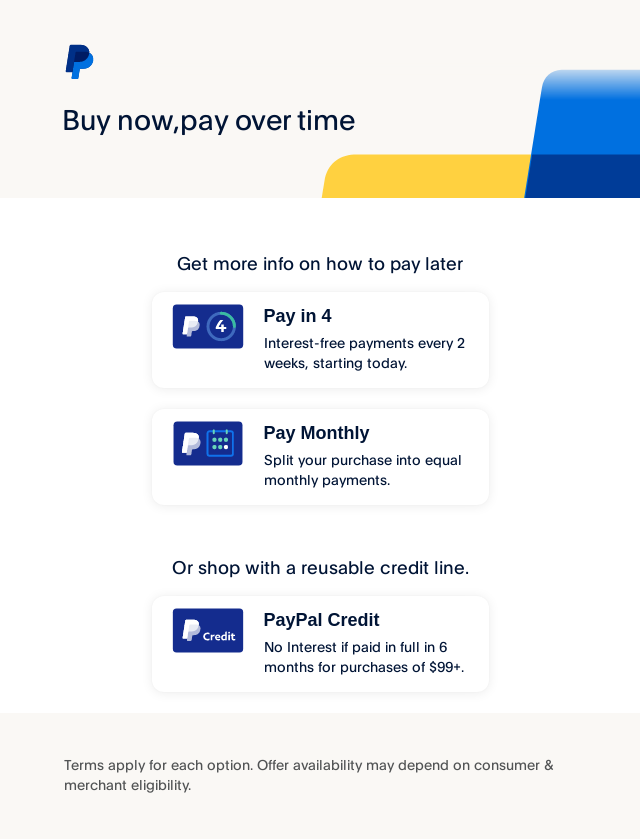 Buy now,pay over time
Get more info on how to pay later
4
Pay in 4
Interest-free payments every 2
weeks, starting today.
Pay Monthly
Split your purchase into equal
monthly payments.
Or shop with a reusable credit line.
Credit
PayPal Credit
No Interest if paid in full in 6
months for purchases of $99+.
Terms apply for each option. Offer availability may depend on consumer &
merchant eligibility.